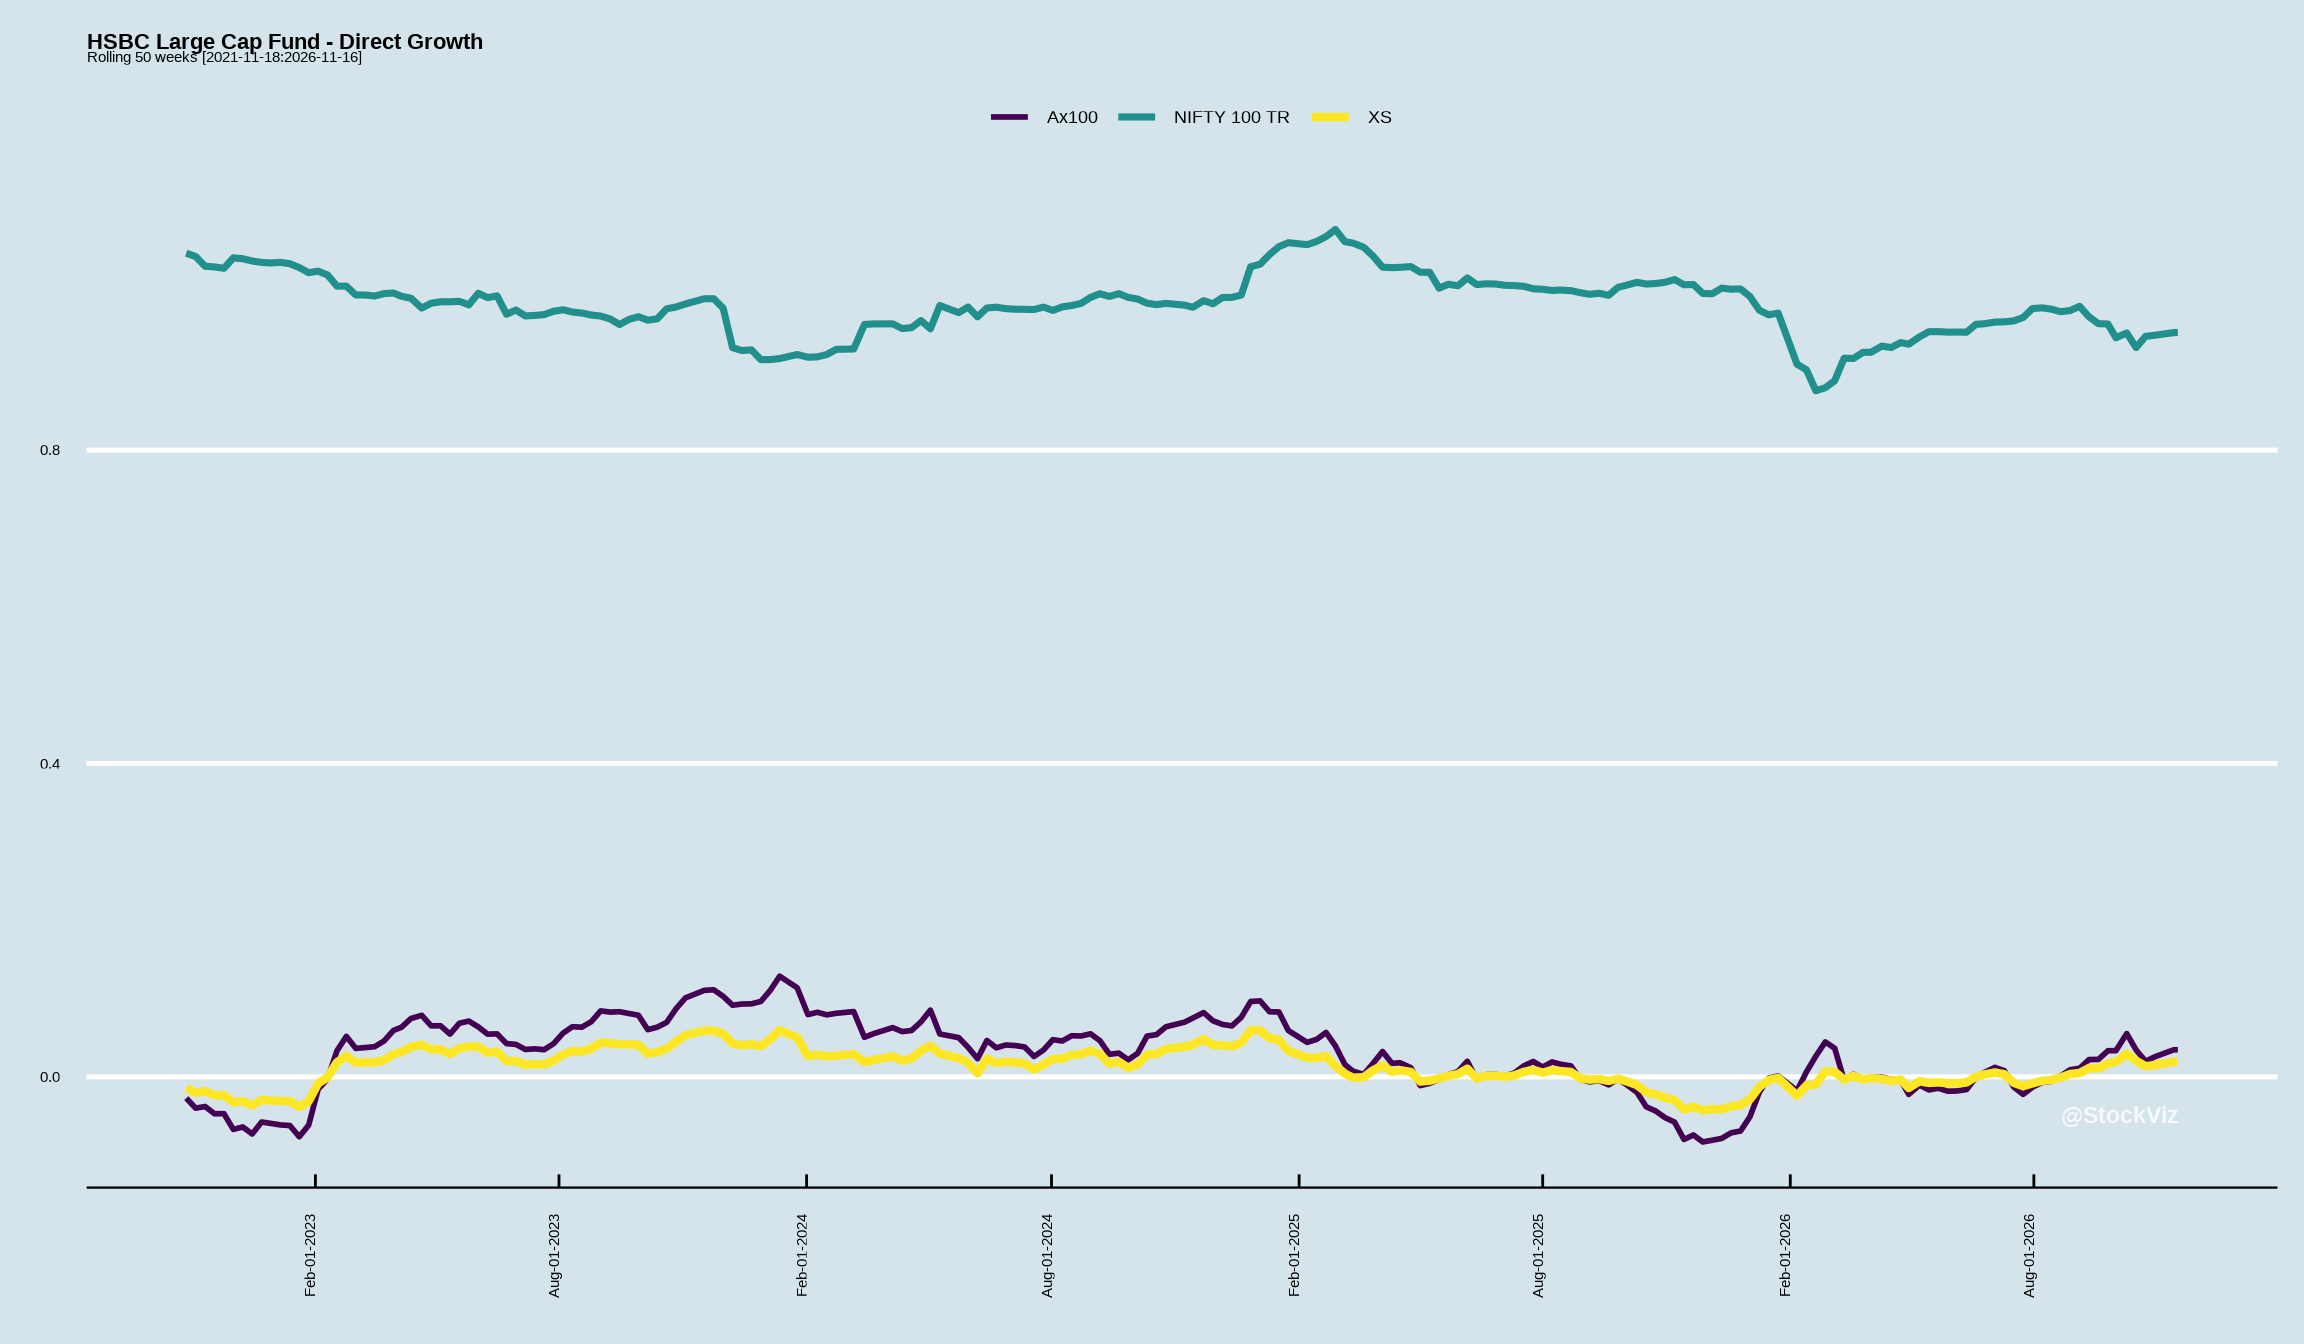 HSBC Large Cap Fund - Direct Growth
Rolling 50 weeks [2021-11-18:2026-11-16]
Ax100 NIFTY 100 TR XS
0.8
0.4
0.0
@StockViz
Feb-01-2023 Aug-01-2023 Feb-01-2024 Aug-01-2024 Feb-01-2025 Aug-01-2025 Feb-01-2026 Aug-01-2026